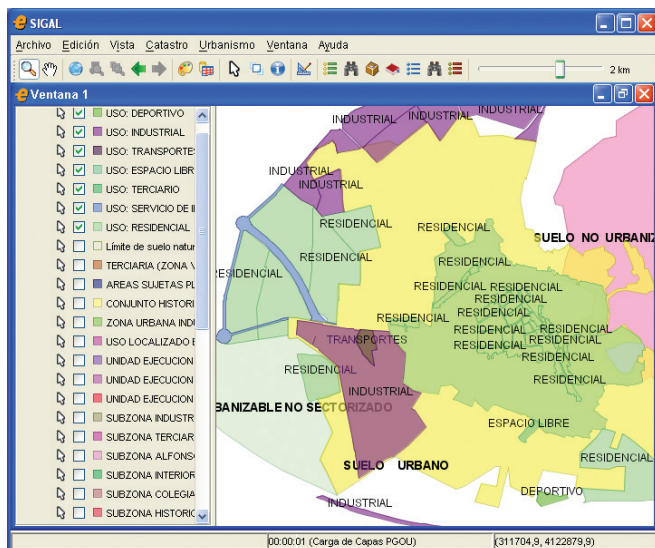 SIGAL
Archivo Edición Vista Catastro Urbanismo Ventana Ayuda
2 km
Ventana 1
USO: DEPORTIVO
USO: INDUSTRIAL
USO: TRANSPORTES
USO: ESPACIO LIBR
USO: TERCIARIO
USO: SERVICIO DE I
USO: RESIDENCIAL
Límite de suelo natur
TERCIARIA (ZONA
AREAS SUJETAS PL
CONJUNTO HISTORI
ZONA URBANA IND
USO LOCALIZADO E
UNIDAD EJECUCION
UNIDAD EJECUCION
UNIDAD EJECUCION
SUBZONA INDUSTR
SUBZONA TERCIAR
SUBZONA ALFONS
SUBZONA INTERIOR
SUBZONA COLEGIA
SUBZONA HISTORIC
INDUSTRIAL
INDUSTRIAL
INDUSTRIAL
INDUSTRIAL
INDUSTRIAL
RESIDENCIAL
RESIDENCIAL
SUELO NO URBANIZ
RESIDENCIAL
RESIDENCIAL
RESIDENCIAL
RESIDENCIAL
RESIDENCIAL
RESIDENCIAL
RESIDENCIAL
RESIDENCIAL
RESIDENCIAL
TRANSPORTES
RESIDENCIAL
RESIDENCIAL
RESIDENCIAL
RESIDENCIAL
RESIDENCIAL
INDUSTRIAL
BANIZABLE NO SECTORIZADO
ESPACIO LIBRE
SUELO URBANO
RESIDENCIAL
DEPORTIVO
INDUSTRIAL
00:00:01 (Carga de Capas PGOU)
(311704,9, 4122879,9)